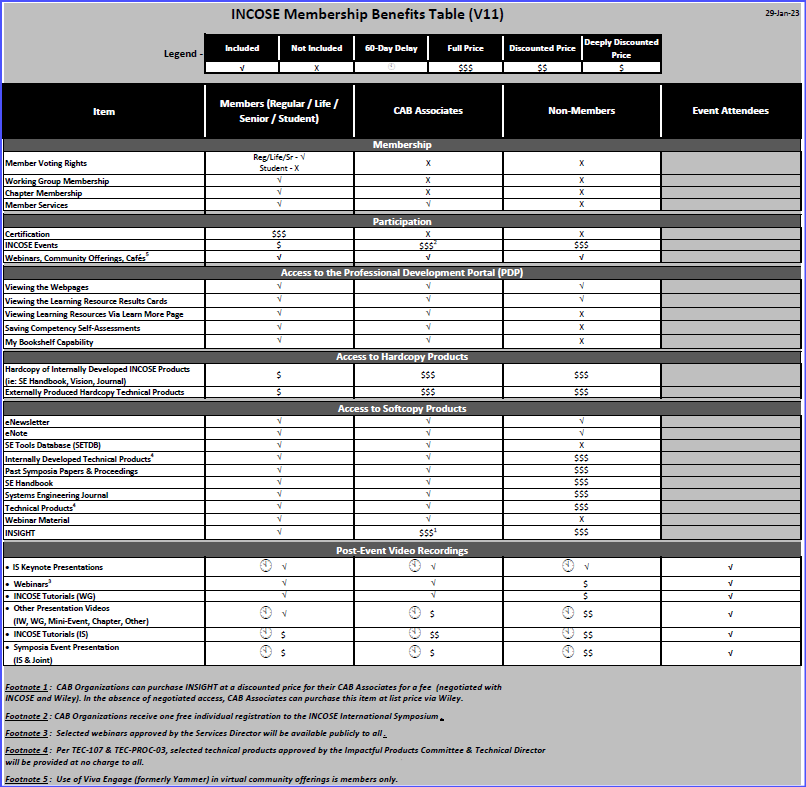 INCOSE Membership Benefits Table (V11)
29-Jan-23
Legend - Included Not Included 60-Day Delay Full Price Discounted Price Deeply Discounted Price
√ X 🕙 $$$ $$ $
Item Members (Regular / Life / Senior / Student) CAB Associates Non-Members Event Attendees
Membership
Member Voting Rights Reg/Life/Sr - √ Student - X X X
Working Group Membership √ X X
Chapter Membership √ X X
Member Services √ √ X
Participation
Certification $$$ X X
INCOSE Events $ $$$² $$$
Webinars, Community Offerings, Cafés⁵ √ √ √
Access to the Professional Development Portal (PDP)
Viewing the Webpages √ √ √
Viewing the Learning Resource Results Cards √ √ √
Viewing Learning Resources Via Learn More Page √ √ X
Saving Competency Self-Assessments √ √ X
My Bookshelf Capability √ √ X
Access to Hardcopy Products
Hardcopy of Internally Developed INCOSE Products
(ie: SE Handbook, Vision, Journal) $ $$$ $$$
Externally Produced Hardcopy Technical Products $ $$$ $$$
Access to Softcopy Products
eNewsletter √ √ √
eNote √ √ √
SE Tools Database (SETDB) √ √ X
Internally Developed Technical Products⁴ √ √ $$$
Past Symposia Papers & Proceedings √ √ $$$
SE Handbook √ √ $$$
Systems Engineering Journal √ √ $$$
Technical Products⁴ √ √ $$$
Webinar Material √ √ X
INSIGHT √ $$$¹ $$$
Post-Event Video Recordings
• IS Keynote Presentations 🕙 √ 🕙 √ 🕙 √ √
• Webinars³ √ √ $ √
• INCOSE Tutorials (WG) √ √ $ √
• Other Presentation Videos
(IW, WG, Mini-Event, Chapter, Other) 🕙 √ 🕙 $ 🕙 $$ √
• INCOSE Tutorials (IS) 🕙 $ 🕙 $$ 🕙 $$ √
• Symposia Event Presentation
(IS & Joint) 🕙 $ 🕙 $ 🕙 $$ √
Footnote 1 : CAB Organizations can purchase INSIGHT at a discounted price for their CAB Associates for a fee (negotiated with
INCOSE and Wiley). In the absence of negotiated access, CAB Associates can purchase this item at list price via Wiley.
Footnote 2 : CAB Organizations receive one free individual registration to the INCOSE International Symposium .
Footnote 3 : Selected webinars approved by the Services Director will be available publicly to all .
Footnote 4 : Per TEC-107 & TEC-PROC-03, selected technical products approved by the Impactful Products Committee & Technical Director
will be provided at no charge to all.
Footnote 5 : Use of Viva Engage (formerly Yammer) in virtual community offerings is members only.